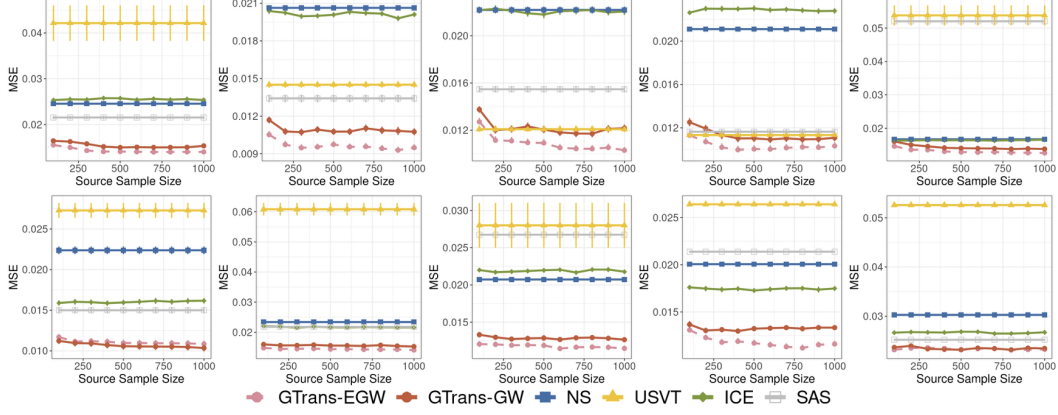 MSE 0.04 0.03 0.02 250 500 750 1000 Source Sample Size
MSE 0.021 0.018 0.015 0.012 0.009 250 500 750 1000 Source Sample Size
MSE 0.020 0.016 0.012 250 500 750 1000 Source Sample Size
MSE 0.020 0.016 0.012 250 500 750 1000 Source Sample Size
MSE 0.05 0.04 0.03 0.02 250 500 750 1000 Source Sample Size
MSE 0.025 0.020 0.015 0.010 250 500 750 1000 Source Sample Size
MSE 0.06 0.05 0.04 0.03 0.02 250 500 750 1000 Source Sample Size
MSE 0.030 0.025 0.020 0.015 250 500 750 1000 Source Sample Size
MSE 0.025 0.020 0.015 250 500 750 1000 Source Sample Size
MSE 0.05 0.04 0.03 250 500 750 1000 Source Sample Size
GTrans-EGW GTrans-GW NS USVT ICE SAS